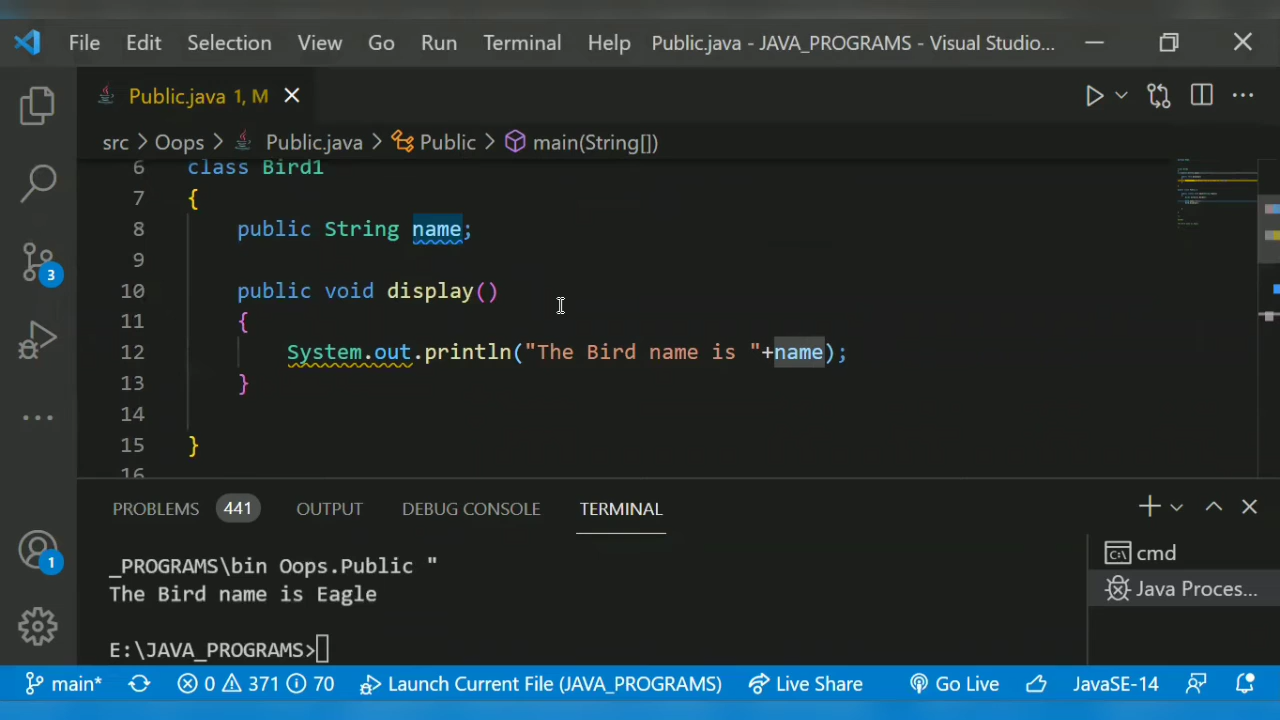 File Edit Selection View Go Run Terminal Help Public.java - JAVA_PROGRAMS - Visual Studio...
Public.java 1, M
src > Oops > Public.java > Public > main(String[])
6 class Bird1
7 {
8 public String name;
9
10 public void display()
11 {
12 System.out.println("The Bird name is "+name);
13 }
14
15 }
16
3
1
PROBLEMS 441 OUTPUT DEBUG CONSOLE TERMINAL
_PROGRAMS\bin Oops.Public "
The Bird name is Eagle
E:\JAVA_PROGRAMS>
cmd
Java Proces...
main* 0 371 70 Launch Current File (JAVA_PROGRAMS) Live Share Go Live JavaSE-14